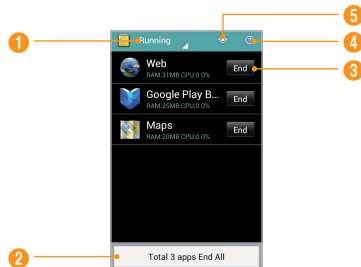 5
1
Running
4
Web
RAM:31MB CPU:0.0%
End
3
Google Play B...
RAM:25MB CPU:0.0%
End
Maps
RAM:20MB CPU:0.0%
End
2
Total 3 apps End All